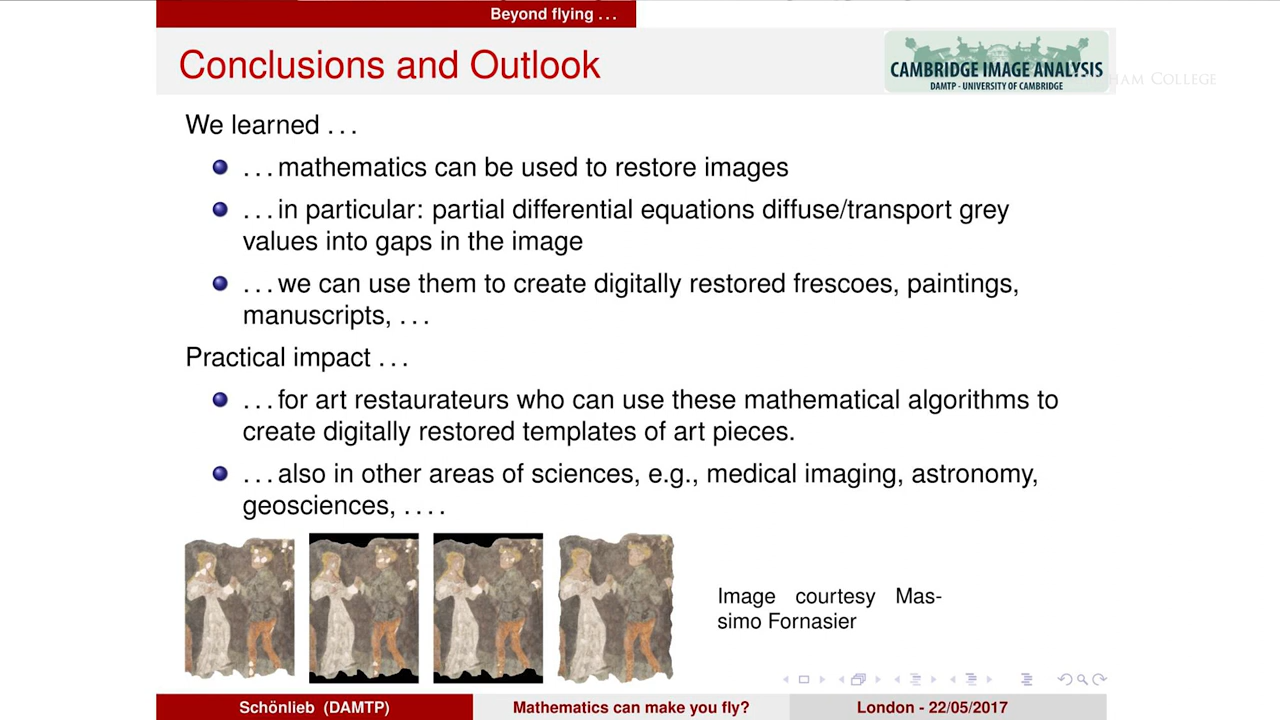 Beyond flying ...
Conclusions and Outlook
CAMBRIDGE IMAGE ANALYSIS
DAMTP - UNIVERSITY OF CAMBRIDGE
COLLEGE
We learned ...
... mathematics can be used to restore images
... in particular: partial differential equations diffuse/transport grey
values into gaps in the image
... we can use them to create digitally restored frescoes, paintings,
manuscripts, ...
Practical impact ...
... for art restaurateurs who can use these mathematical algorithms to
create digitally restored templates of art pieces.
... also in other areas of sciences, e.g., medical imaging, astronomy,
geosciences, ....
Image courtesy Mas-
simo Fornasier
Schönlieb (DAMTP)
Mathematics can make you fly?
London - 22/05/2017